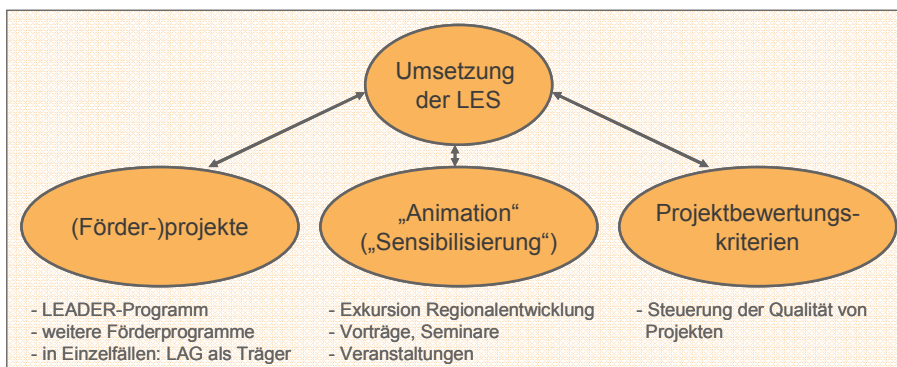 Umsetzung
der LES
(Förder-)projekte
„Animation“
(„Sensibilisierung“)
Projektbewertungs-
kriterien
- LEADER-Programm
- weitere Förderprogramme
- in Einzelfällen: LAG als Träger
- Exkursion Regionalentwicklung
- Vorträge, Seminare
- Veranstaltungen
- Steuerung der Qualität von
Projekten